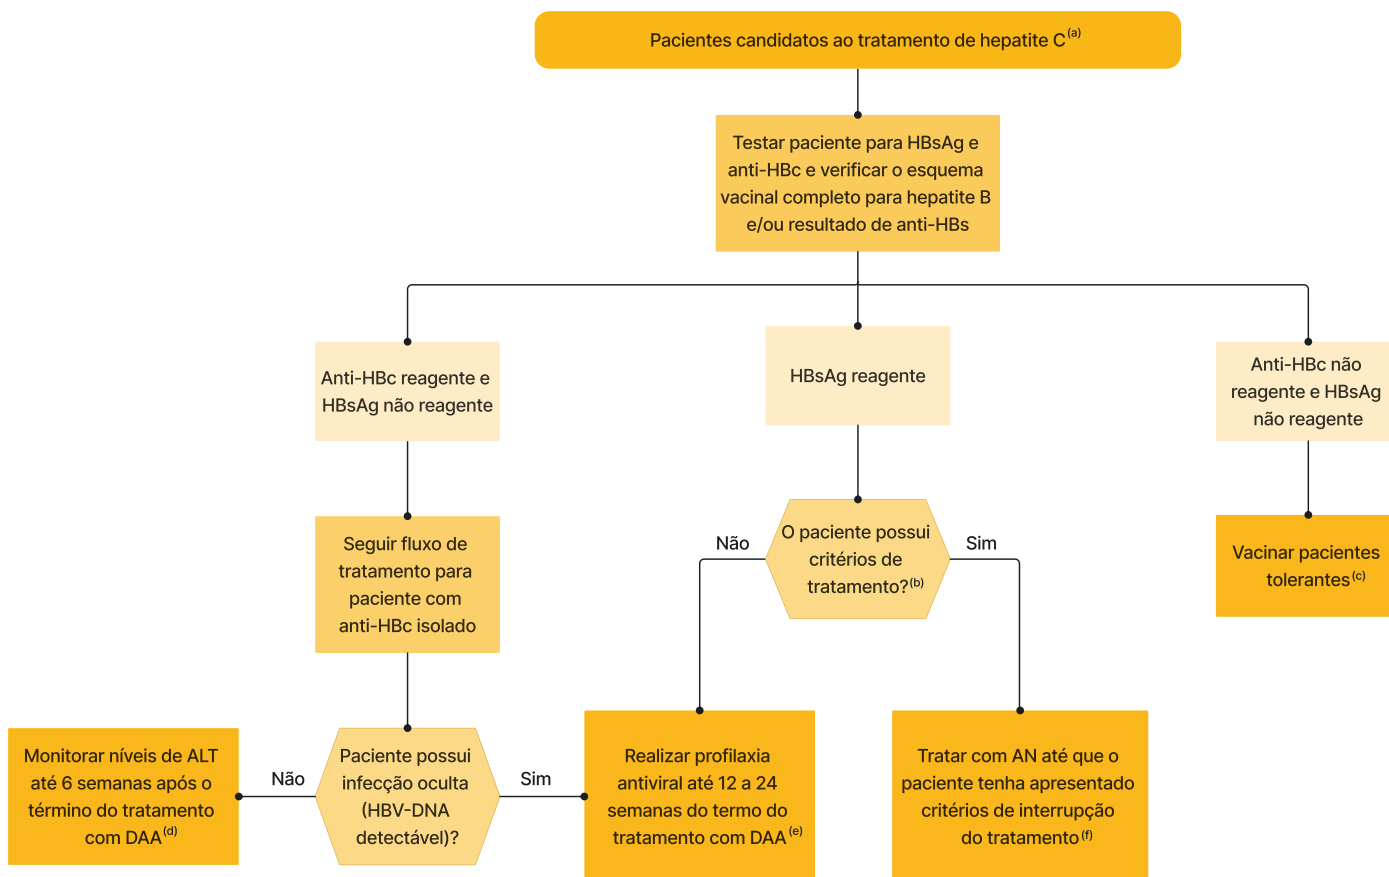 Pacientes candidatos ao tratamento de hepatite C(a)
Testar paciente para HBsAg e
anti-HBc e verificar o esquema
vacinal completo para hepatite B
e/ou resultado de anti-HBs
Anti-HBc reagente e
HBsAg não reagente
HBsAg reagente
Anti-HBc não
reagente e HBsAg
não reagente
Seguir fluxo de
tratamento para
paciente com
anti-HBc isolado
Não
O paciente possui
critérios de
tratamento?(b)
Sim
Vacinar pacientes
tolerantes(c)
Monitorar níveis de ALT
até 6 semanas após o
término do tratamento
com DAA(d)
Não
Paciente possui
infecção oculta
(HBV-DNA
detectável)?
Sim
Realizar profilaxia
antiviral até 12 a 24
semanas do termo do
tratamento com DAA(e)
Tratar com AN até que o
paciente tenha apresentado
critérios de interrupção
do tratamento(f)